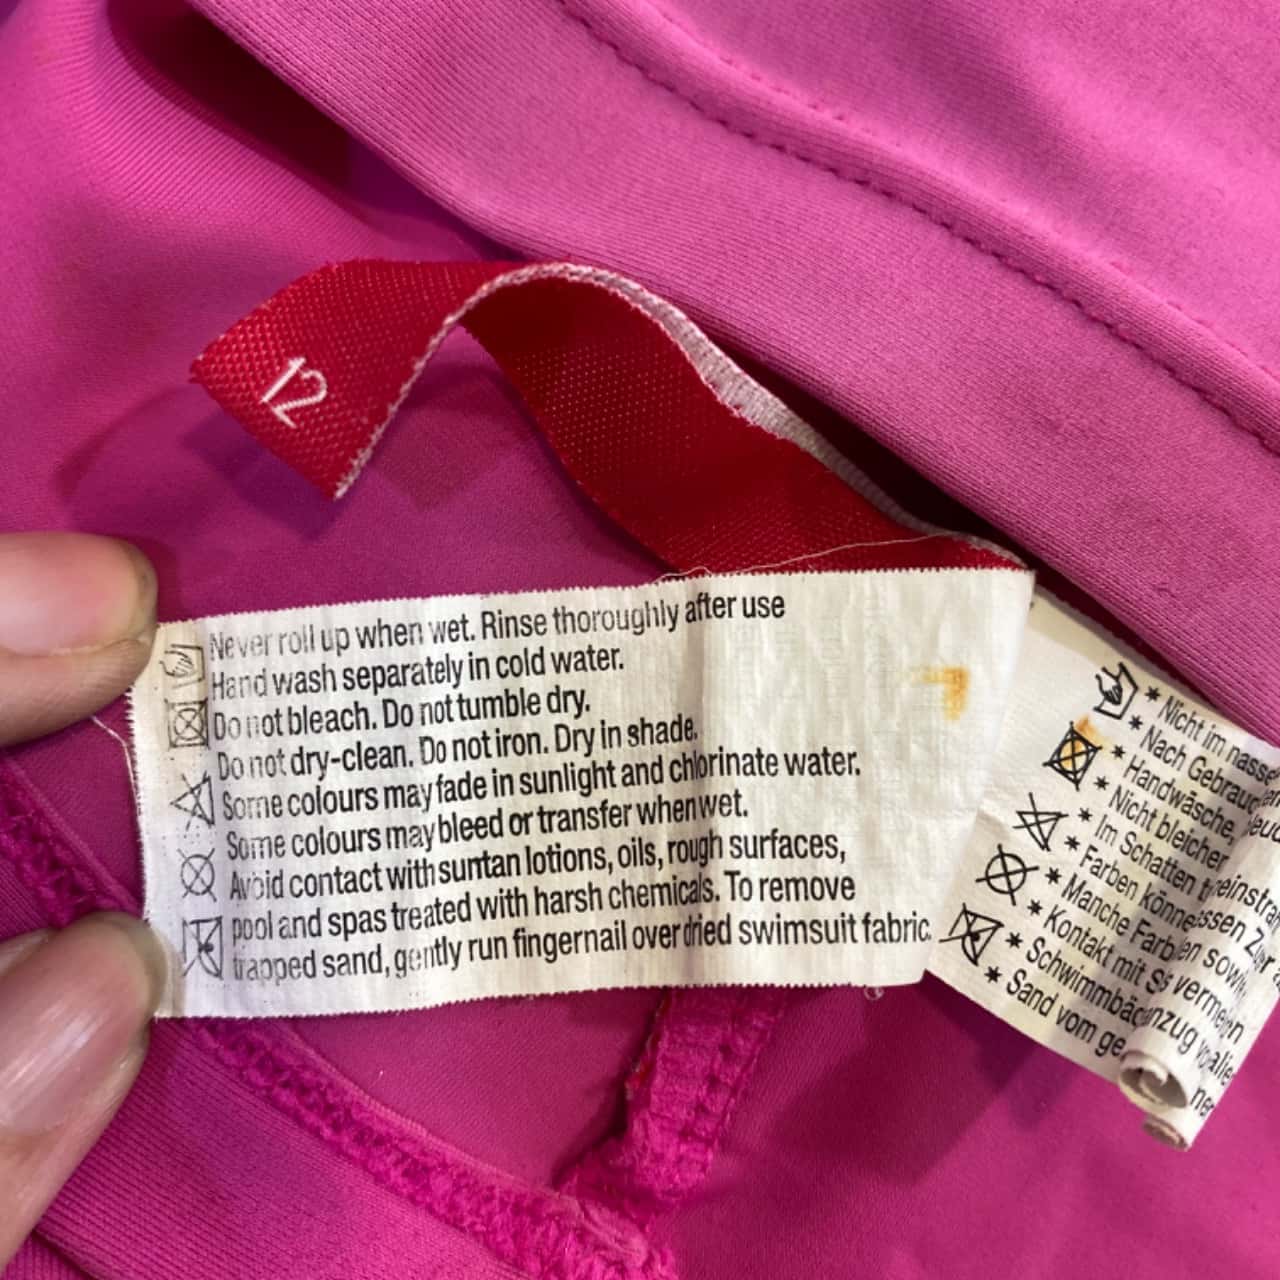 12
Never roll up when wet. Rinse thoroughly after use
Hand wash separately in cold water.
Do not bleach. Do not tumble dry.
Do not dry-clean. Do not iron. Dry in shade.
Some colours may fade in sunlight and chlorinate water.
Some colours may bleed or transfer when wet.
Avoid contact with suntan lotions, oils, rough surfaces,
pool and spas treated with harsh chemicals. To remove
trapped sand, gently run fingernail over dried swimsuit fabric.
* Nicht im nasse
* Nach Gebrauc
* Handwäsche,
* Nicht bleicher
* Im Schatten
* Farben könne
* Manche Farb
* Kontakt mit
* Schwimmbäd
* Sand vom ge